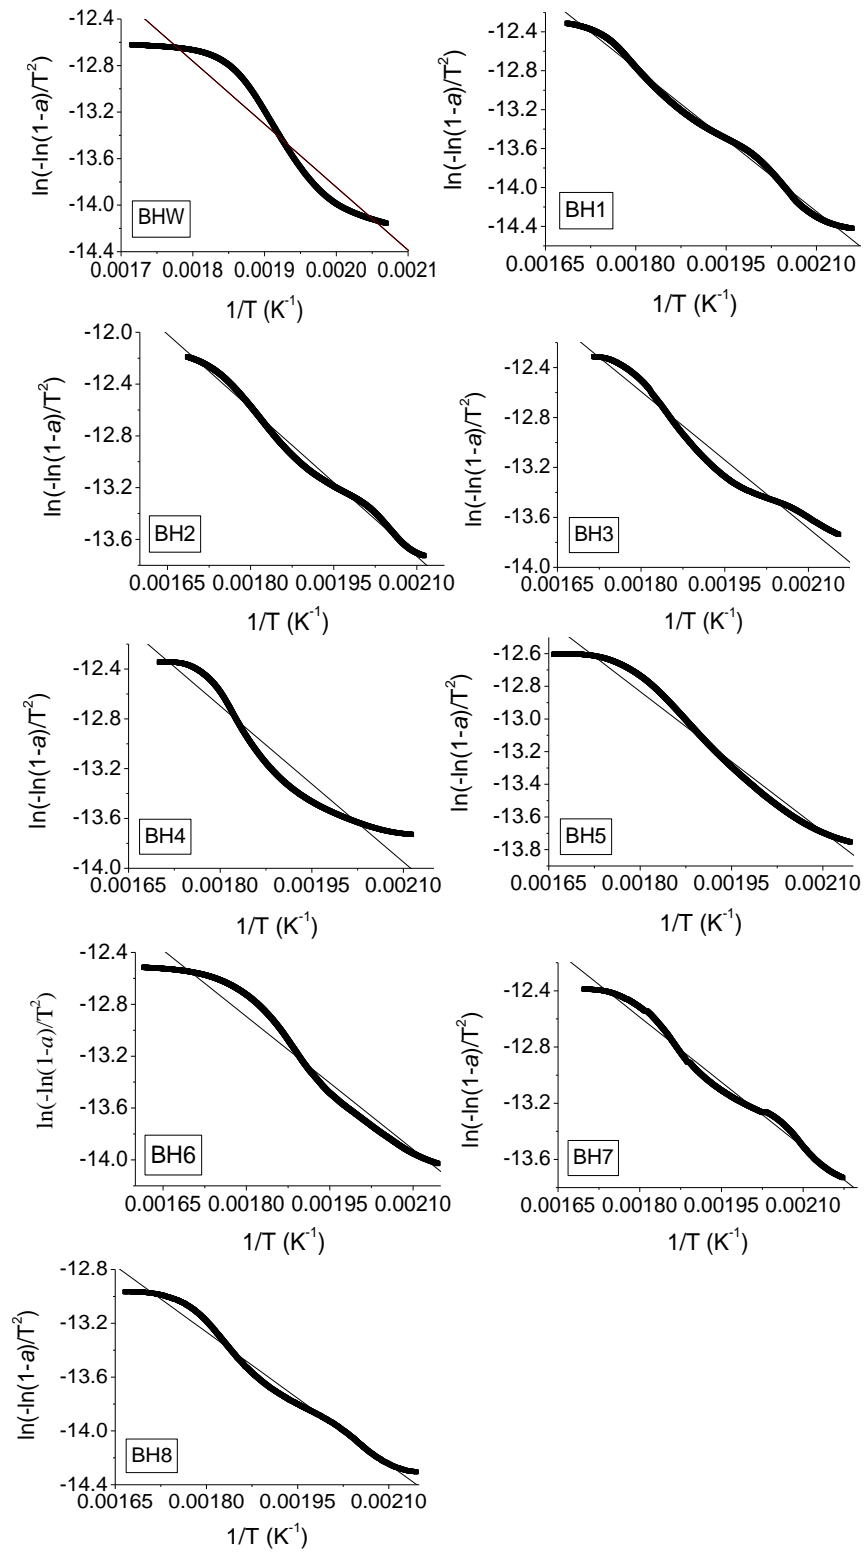 -12.4
-12.8
-13.2
-13.6
-14.0
-14.4
ln(-ln(1-a)/T²)
BHW
0.0017 0.0018 0.0019 0.0020 0.0021
1/T (K⁻¹)
-12.4
-12.8
-13.2
-13.6
-14.0
-14.4
ln(-ln(1-a)/T²)
BH1
0.00165 0.00180 0.00195 0.00210
1/T (K⁻¹)
-12.0
-12.4
-12.8
-13.2
-13.6
ln(-ln(1-a)/T²)
BH2
0.00165 0.00180 0.00195 0.00210
1/T (K⁻¹)
-12.4
-12.8
-13.2
-13.6
-14.0
ln(-ln(1-a)/T²)
BH3
0.00165 0.00180 0.00195 0.00210
1/T (K⁻¹)
-12.4
-12.8
-13.2
-13.6
-14.0
ln(-ln(1-a)/T²)
BH4
0.00165 0.00180 0.00195 0.00210
1/T (K⁻¹)
-12.6
-12.8
-13.0
-13.2
-13.4
-13.6
-13.8
ln(-ln(1-a)/T²)
BH5
0.00165 0.00180 0.00195 0.00210
1/T (K⁻¹)
-12.4
-12.8
-13.2
-13.6
-14.0
ln(-ln(1-a)/T²)
BH6
0.00165 0.00180 0.00195 0.00210
1/T (K⁻¹)
-12.4
-12.8
-13.2
-13.6
ln(-ln(1-a)/T²)
BH7
0.00165 0.00180 0.00195 0.00210
1/T (K⁻¹)
-12.8
-13.2
-13.6
-14.0
-14.4
ln(-ln(1-a)/T²)
BH8
0.00165 0.00180 0.00195 0.00210
1/T (K⁻¹)